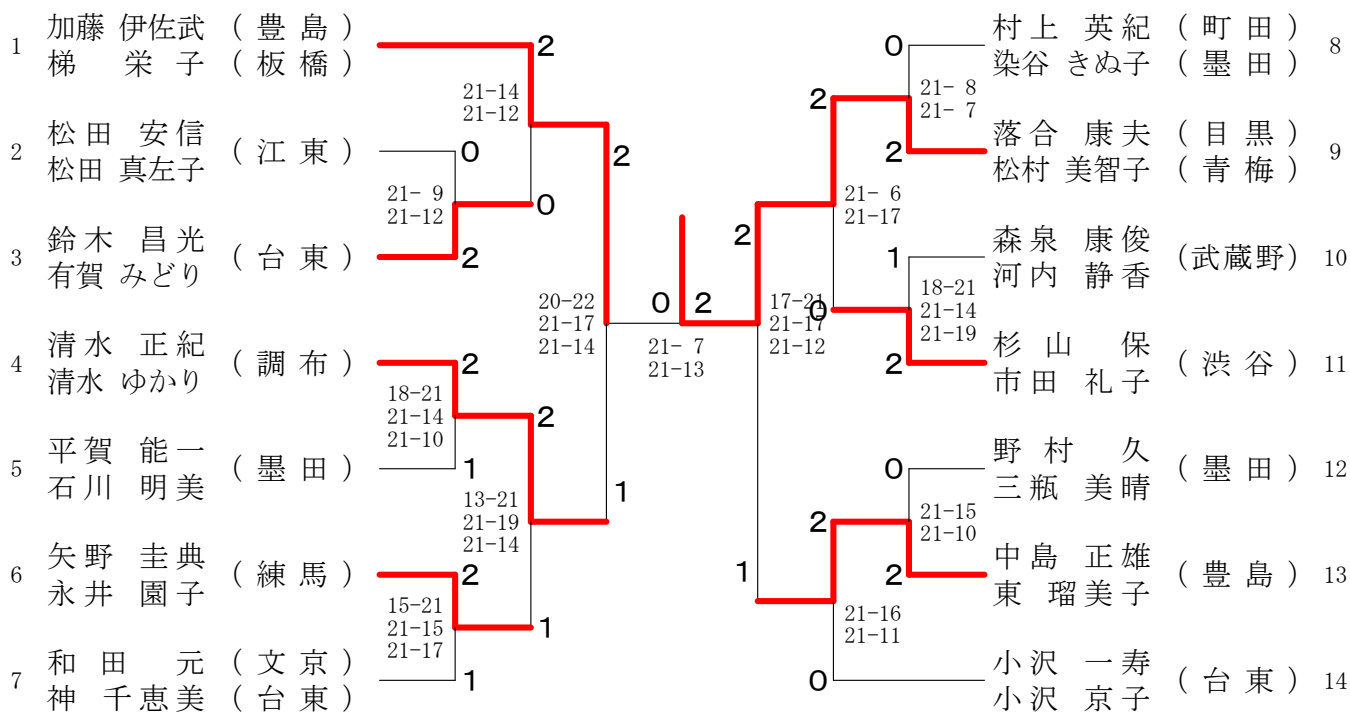 1 加藤 伊佐武 ( 豊 島 )
梯 栄 子 ( 板 橋 )
2
21-14
21-12
2 松 田 安 信
松田 真左子 ( 江 東 )
0
21- 9
21-12
0
2
3 鈴 木 昌 光
有賀 みどり ( 台 東 )
2
20-22
21-17
21-14
4 清 水 正 紀
清水 ゆかり ( 調 布 )
2
18-21
21-14
21-10
2
5 平 賀 能 一
石 川 明 美 ( 墨 田 )
1
13-21
21-19
21-14
1
6 矢 野 圭 典
永 井 園 子 ( 練 馬 )
2
15-21
21-15
21-17
1
7 和 田 元 ( 文 京 )
神 千 恵 美 ( 台 東 )
1
0 2
21- 7
21-13
村 上 英 紀 ( 町 田 )
染谷 きぬ子 ( 墨 田 ) 8
0
21- 8
21- 7
2
落 合 康 夫 ( 目 黒 )
松村 美智子 ( 青 梅 ) 9
2
21- 6
21-17
2
森 泉 康 俊
河 内 静 香 (武蔵野) 10
1
18-21
21-14
21-19
0
17-21
21-17
21-12
杉 山 保
市 田 礼 子 ( 渋 谷 ) 11
2
野 村 久
三 瓶 美 晴 ( 墨 田 ) 12
0
21-15
21-10
2
中 島 正 雄
東 瑠 美 子 ( 豊 島 ) 13
2
1
21-16
21-11
小 沢 一 寿
小 沢 京 子 ( 台 東 ) 14
0